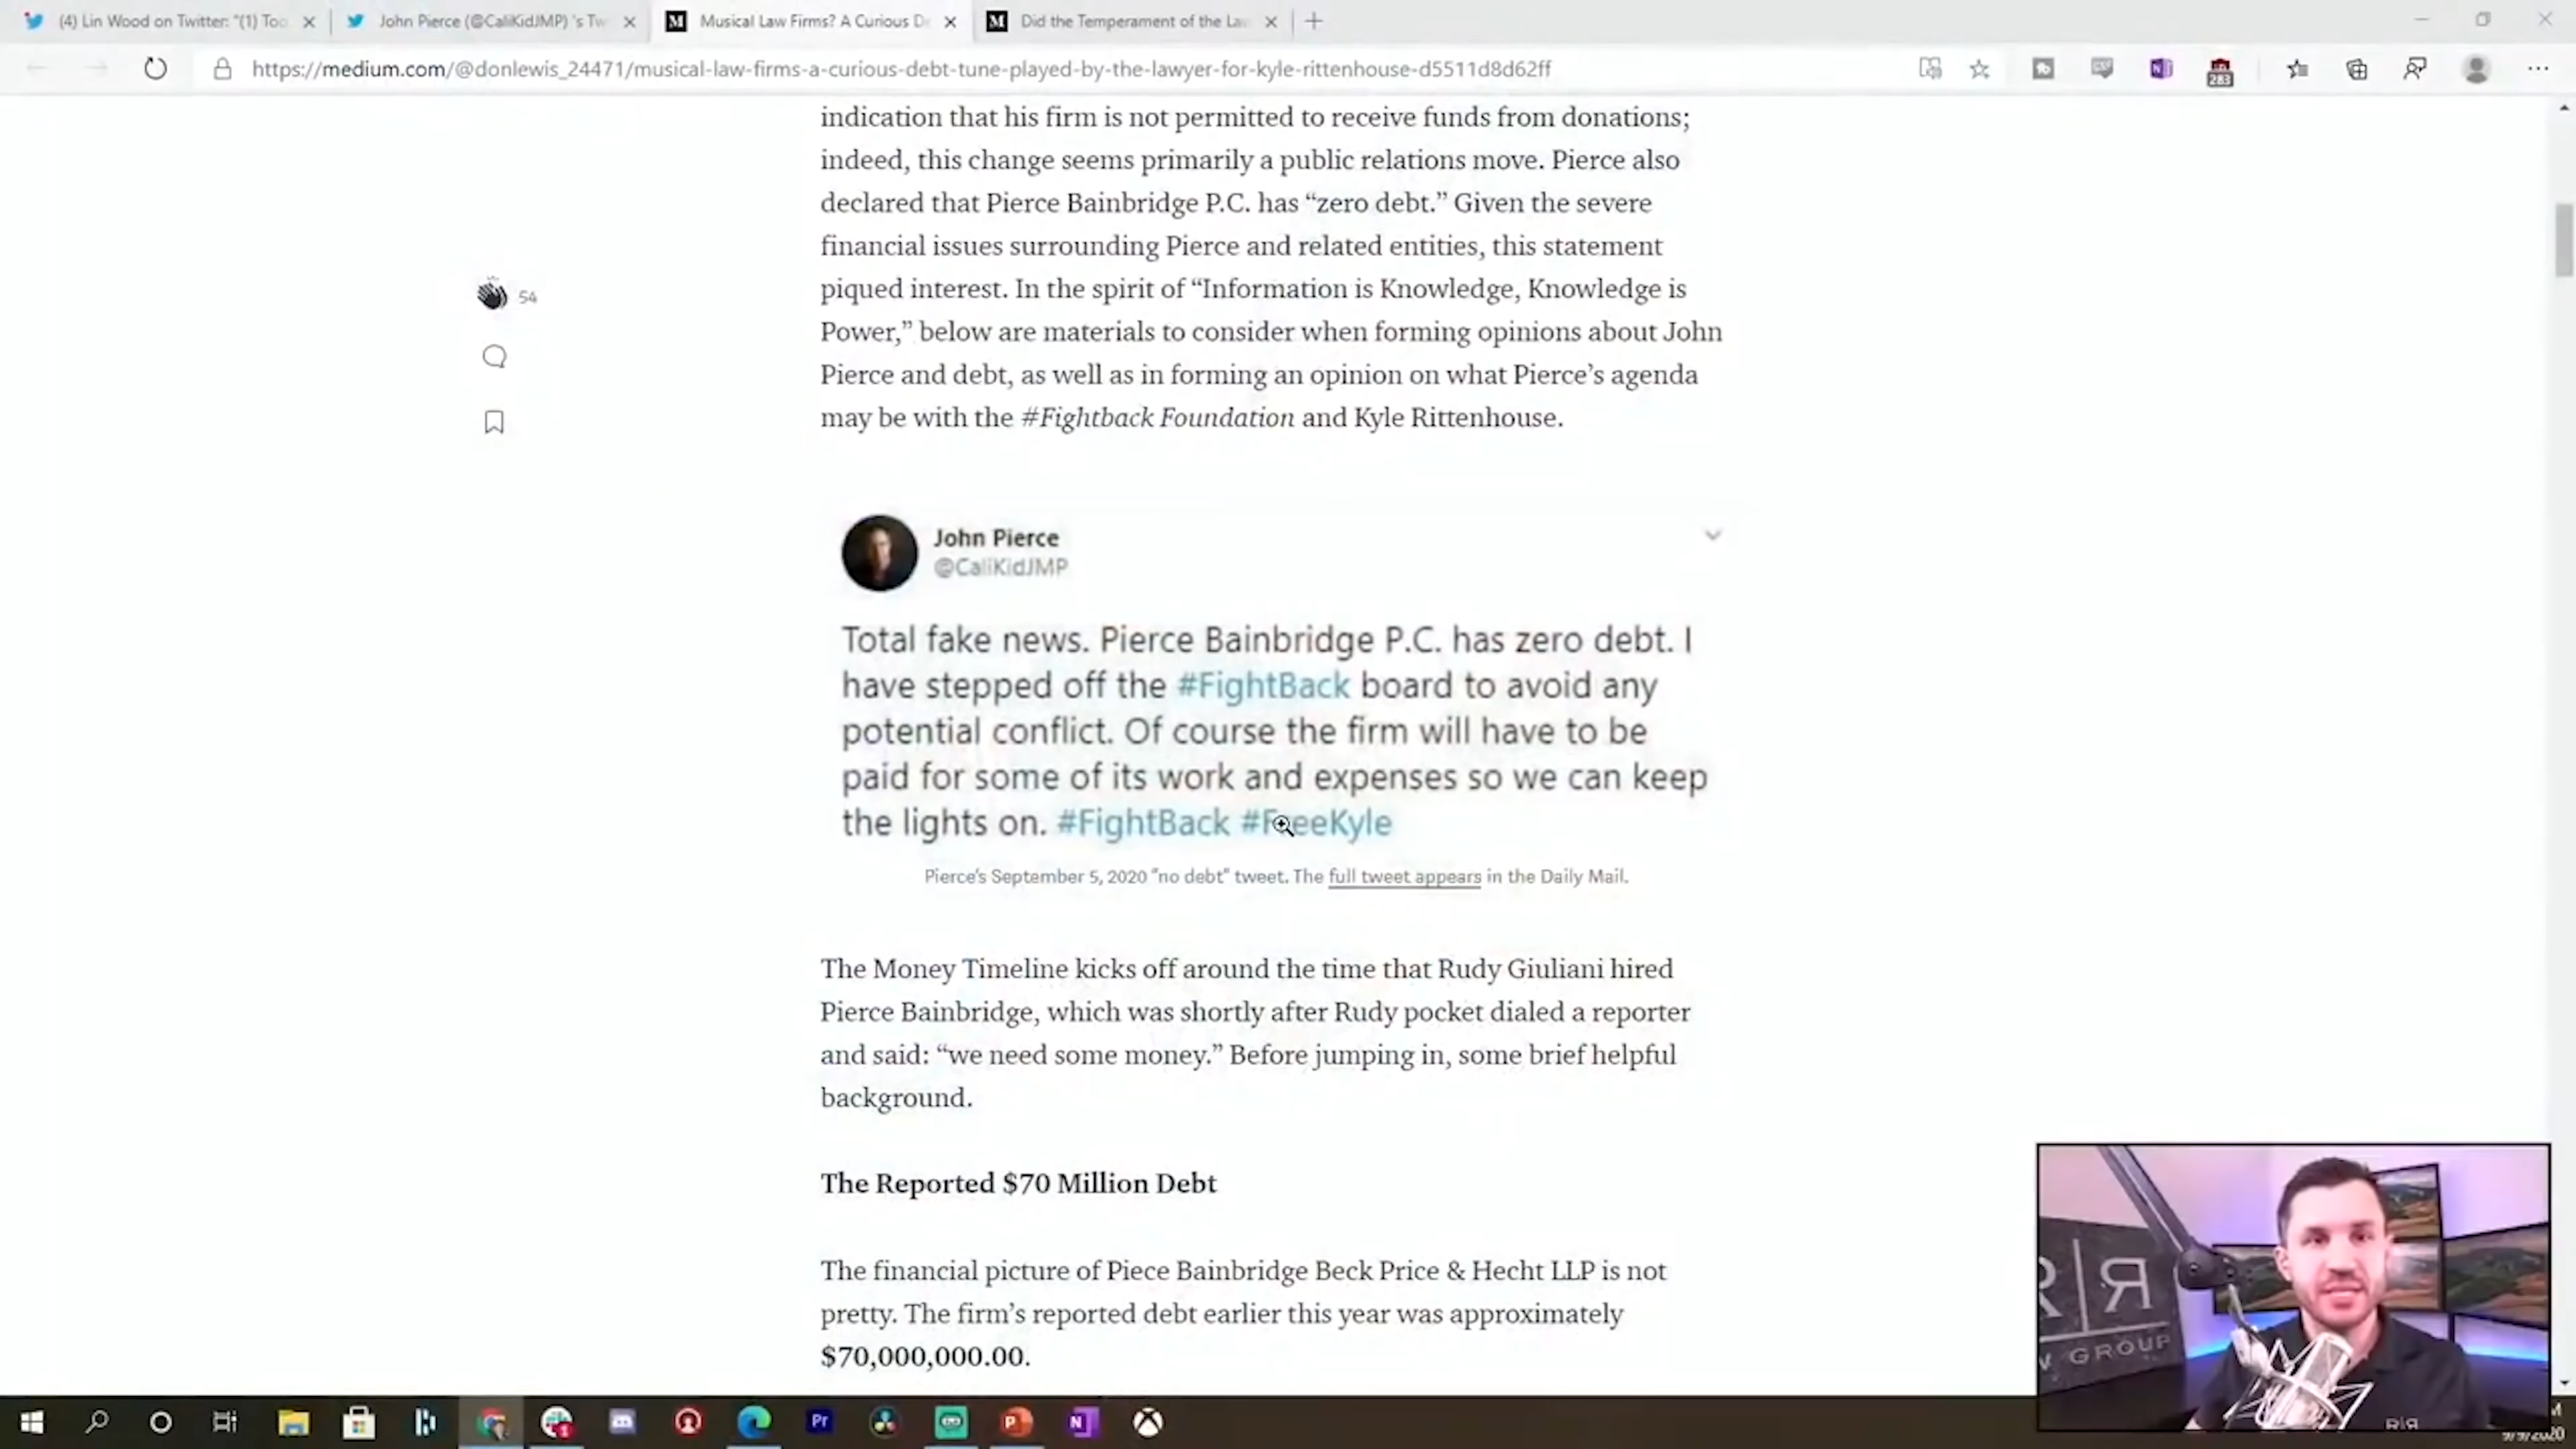 (4) Lin Wood on Twitter: "(1) Too
John Pierce (@CaliKidJMP) 's Tw
Musical Law Firms? A Curious De
Did the Temperament of the Law
https://medium.com/@donlewis_24471/musical-law-firms-a-curious-debt-tune-played-by-the-lawyer-for-kyle-rittenhouse-d5511d8d62ff
283
indication that his firm is not permitted to receive funds from donations;
indeed, this change seems primarily a public relations move. Pierce also
declared that Pierce Bainbridge P.C. has “zero debt.” Given the severe
financial issues surrounding Pierce and related entities, this statement
piqued interest. In the spirit of “Information is Knowledge, Knowledge is
Power,” below are materials to consider when forming opinions about John
Pierce and debt, as well as in forming an opinion on what Pierce’s agenda
may be with the #Fightback Foundation and Kyle Rittenhouse.
54
John Pierce
@CaliKidJMP
Total fake news. Pierce Bainbridge P.C. has zero debt. I
have stepped off the #FightBack board to avoid any
potential conflict. Of course the firm will have to be
paid for some of its work and expenses so we can keep
the lights on. #FightBack #FreeKyle
Pierce’s September 5, 2020 “no debt” tweet. The full tweet appears in the Daily Mail.
The Money Timeline kicks off around the time that Rudy Giuliani hired
Pierce Bainbridge, which was shortly after Rudy pocket dialed a reporter
and said: “we need some money.” Before jumping in, some brief helpful
background.
The Reported $70 Million Debt
The financial picture of Piece Bainbridge Beck Price & Hecht LLP is not
pretty. The firm’s reported debt earlier this year was approximately
$70,000,000.00.
R|R
GROUP
R|R
9/9/2020